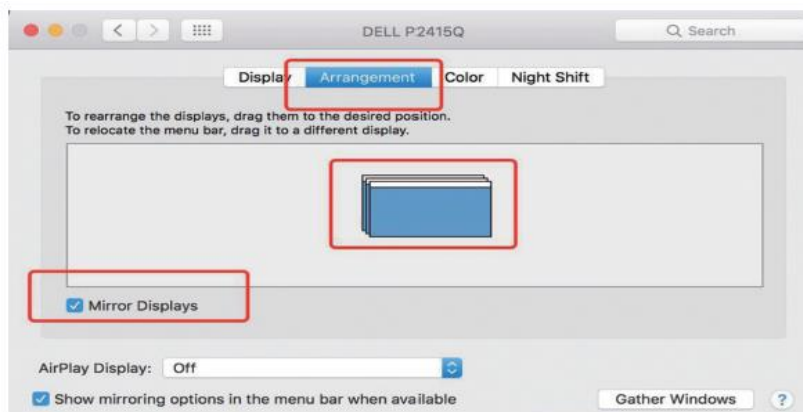 DELL P2415Q
Search
Display Arrangement Color Night Shift
To rearrange the displays, drag them to the desired position.
To relocate the menu bar, drag it to a different display.
Mirror Displays
AirPlay Display: Off
Show mirroring options in the menu bar when available
Gather Windows ?